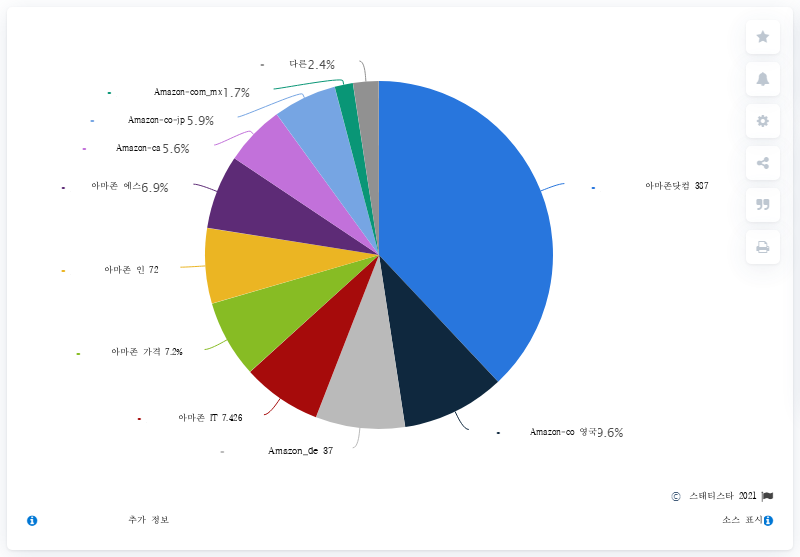 다른2.4%
Amazon-com_mx1.7%
Amazon-co-jp 5.9%
Amazon-ca 5.6%
아마존 에스6.9%
아마존닷컴 387
아마존 인 72
아마존 가격 7.2%
아마존 IT 7.426
Amazon-co 영국9.6%
Amazon_de 37
© 스태티스타 2021
추가 정보
소스 표시